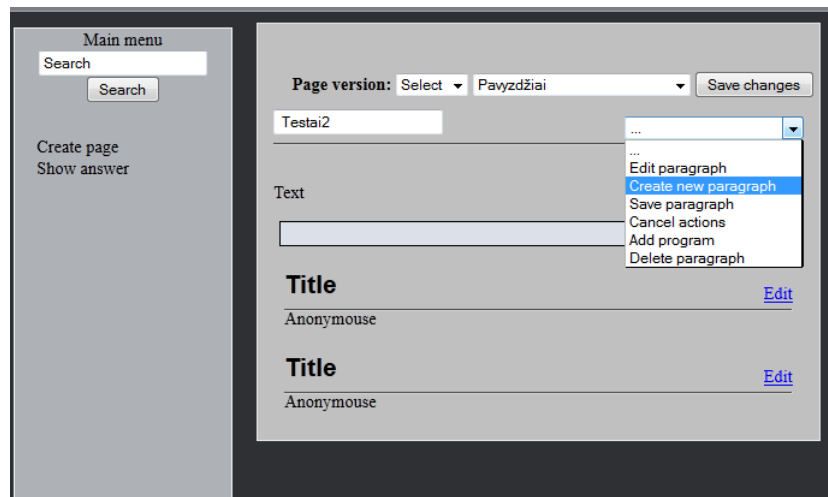 Main menu
Search
Search
Create page
Show answer
Page version: Select Pavyzdžiai Save changes
Testai2
...
...
Edit paragraph
Create new paragraph
Save paragraph
Cancel actions
Add program
Delete paragraph
Text
Title
Edit
Anonymouse
Title
Edit
Anonymouse